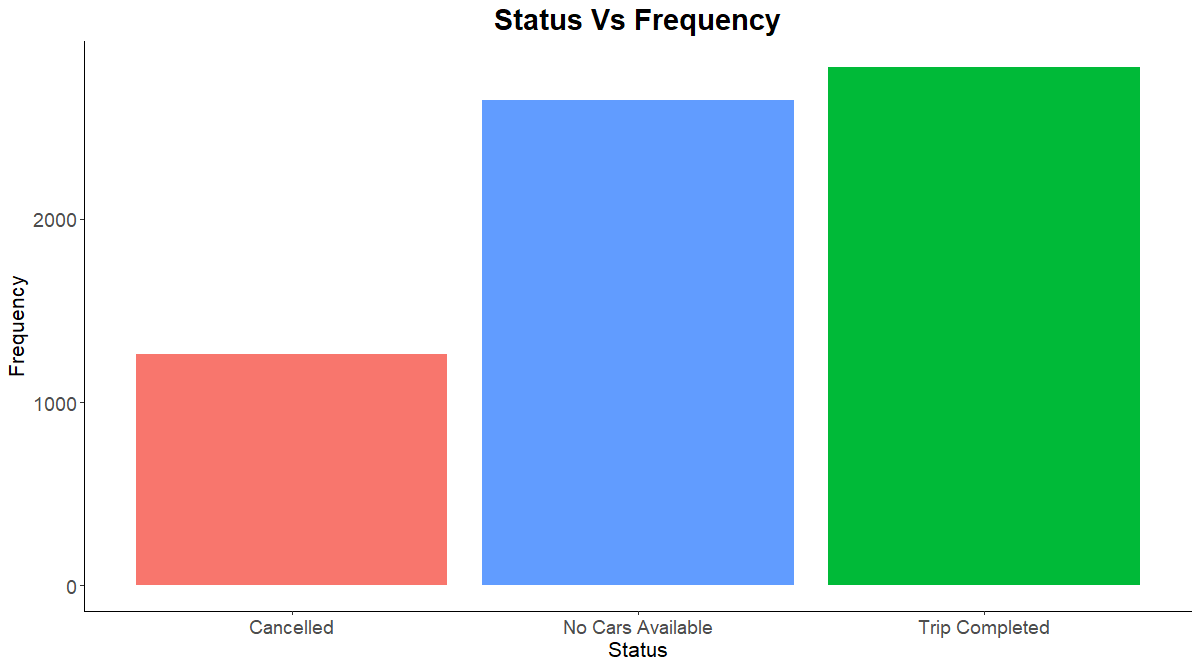 Status Vs Frequency
Frequency
2000
1000
0
Cancelled No Cars Available Trip Completed
Status